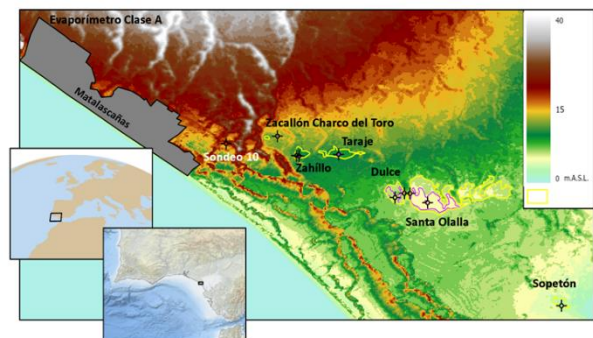 Evaporímetro Clase A
40
Matalascañas
Zacallón Charco del Toro
15
Sondeo 10
Taraje
Zahillo
Dulce
0 m.A.S.L.
Santa Olalla
Sopetón